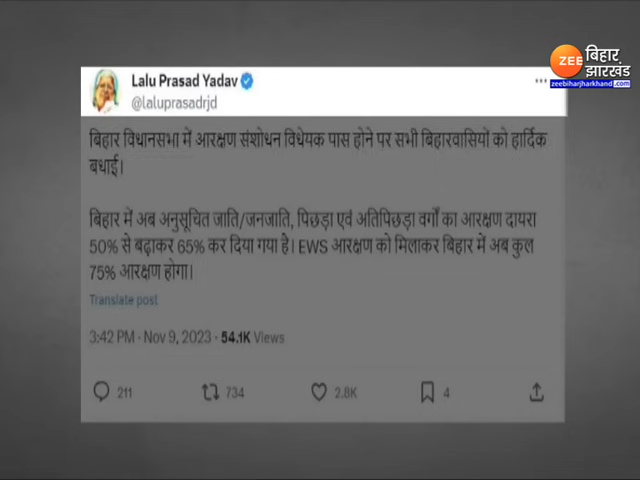 ZEE
बिहार
झारखंड
zeebiharjharkhand.com
Lalu Prasad Yadav
@laluprasadrjd
बिहार विधानसभा में आरक्षण संशोधन विधेयक पास होने पर सभी बिहारवासियों को हार्दिक
बधाई।
बिहार में अब अनुसूचित जाति/जनजाति, पिछड़ा एवं अतिपिछड़ा वर्गों का आरक्षण दायरा
50% से बढ़ाकर 65% कर दिया गया है। EWS आरक्षण को मिलाकर बिहार में अब कुल
75% आरक्षण होगा।
Translate post
3:42 PM · Nov 9, 2023 · 54.1K Views
211 734 2.8K 4